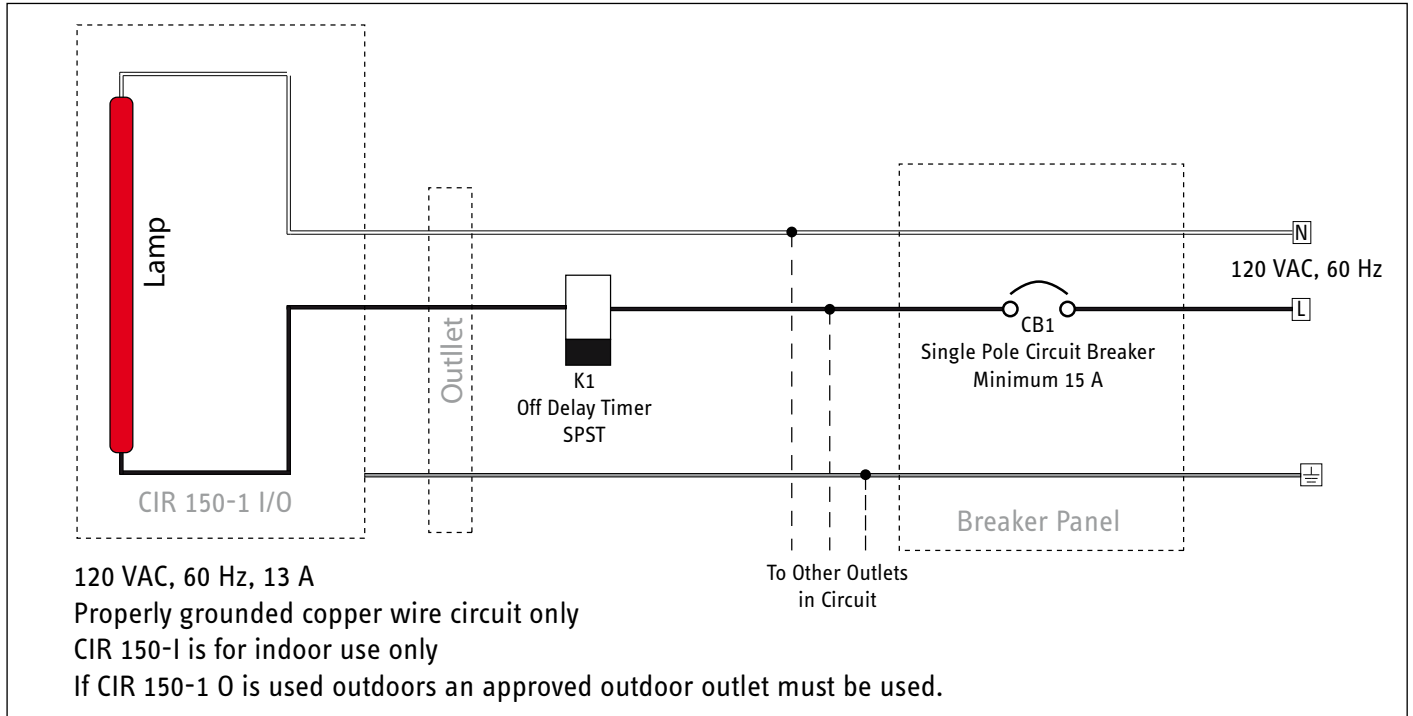 Lamp
CIR 150-1 I/O
Outllet
K1
Off Delay Timer
SPST
To Other Outlets
in Circuit
CB1
Single Pole Circuit Breaker
Minimum 15 A
Breaker Panel
N
120 VAC, 60 Hz
L
120 VAC, 60 Hz, 13 A
Properly grounded copper wire circuit only
CIR 150-I is for indoor use only
If CIR 150-1 O is used outdoors an approved outdoor outlet must be used.